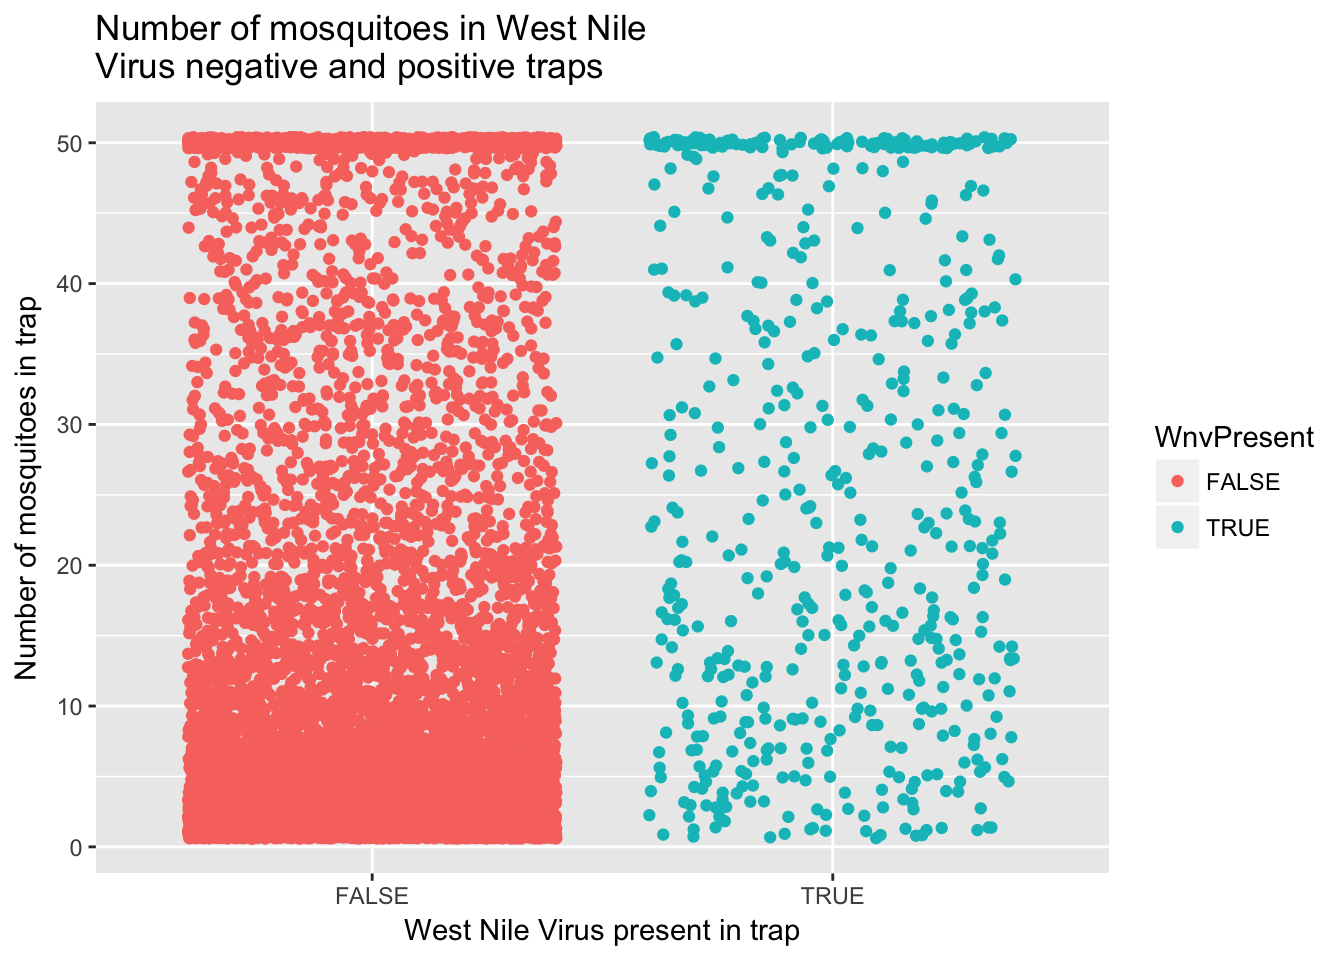 Number of mosquitoes in West Nile
Virus negative and positive traps
Number of mosquitoes in trap
50
40
30
20
10
0
FALSE
TRUE
West Nile Virus present in trap
WnvPresent
FALSE
TRUE